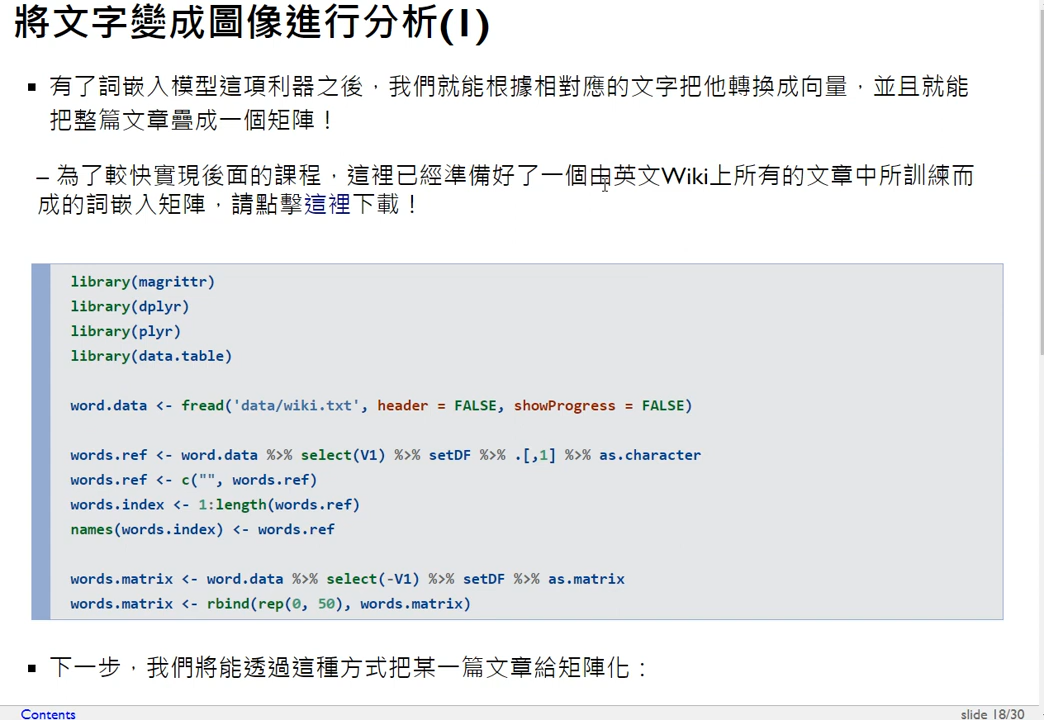 將文字變成圖像進行分析(1)
▪ 有了詞嵌入模型這項利器之後，我們就能根據相對應的文字把他轉換成向量，並且就能
把整篇文章疊成一個矩陣！
– 為了較快實現後面的課程，這裡已經準備好了一個由英文Wiki上所有的文章中所訓練而
成的詞嵌入矩陣，請點擊這裡下載！
library(magrittr)
library(dplyr)
library(plyr)
library(data.table)
word.data <- fread('data/wiki.txt', header = FALSE, showProgress = FALSE)
words.ref <- word.data %>% select(V1) %>% setDF %>% .[,1] %>% as.character
words.ref <- c("", words.ref)
words.index <- 1:length(words.ref)
names(words.index) <- words.ref
words.matrix <- word.data %>% select(-V1) %>% setDF %>% as.matrix
words.matrix <- rbind(rep(0, 50), words.matrix)
▪ 下一步，我們將能透過這種方式把某一篇文章給矩陣化：
Contents
slide 18/30